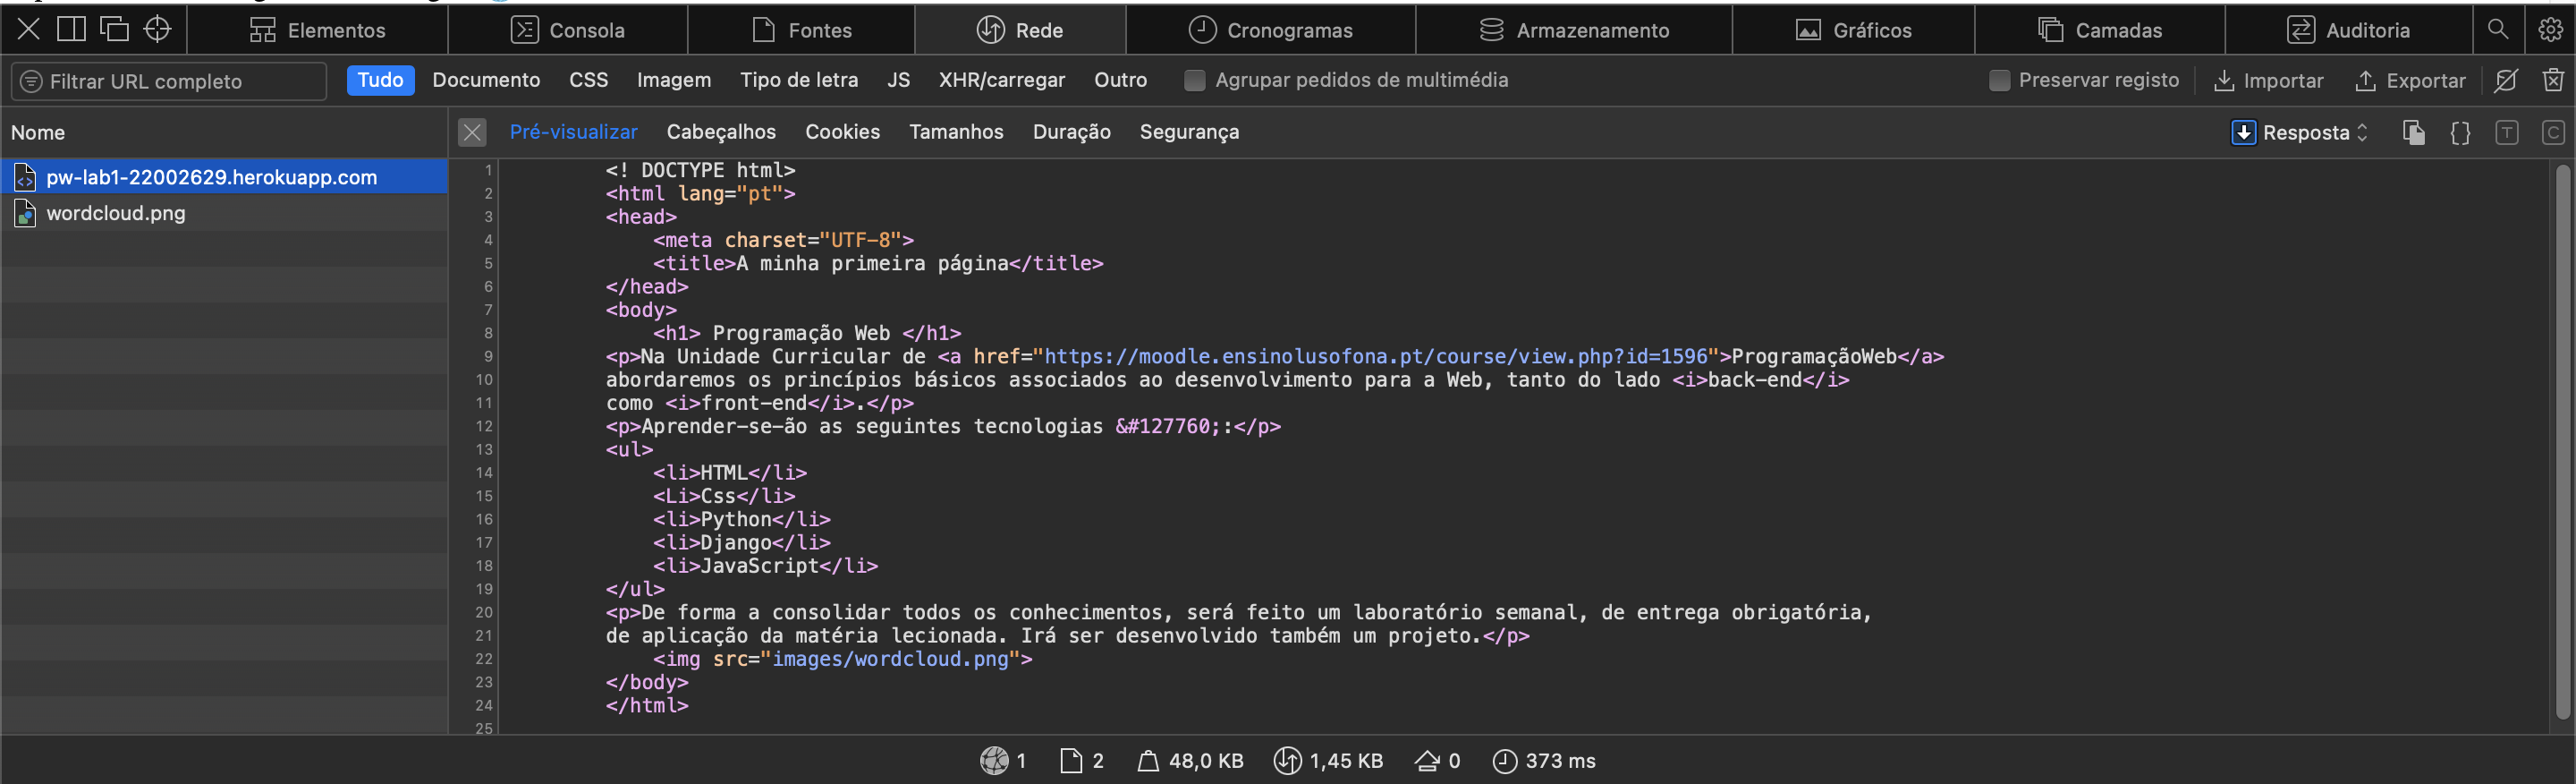 Elementos Consola Fontes Rede Cronogramas Armazenamento Gráficos Camadas Auditoria
Filtrar URL completo Tudo Documento CSS Imagem Tipo de letra JS XHR/carregar Outro Agrupar pedidos de multimédia Preservar registo Importar Exportar
Nome Pré-visualizar Cabeçalhos Cookies Tamanhos Duração Segurança Resposta {} T C
pw-lab1-22002629.herokuapp.com
wordcloud.png
1 <! DOCTYPE html>
2 <html lang="pt">
3 <head>
4 <meta charset="UTF-8">
5 <title>A minha primeira página</title>
6 </head>
7 <body>
8 <h1> Programação Web </h1>
9 <p>Na Unidade Curricular de <a href="https://moodle.ensinolusofona.pt/course/view.php?id=1596">ProgramaçãoWeb</a>
10 abordaremos os princípios básicos associados ao desenvolvimento para a Web, tanto do lado <i>back-end</i>
11 como <i>front-end</i>.</p>
12 <p>Aprender-se-ão as seguintes tecnologias &#127760;:</p>
13 <ul>
14 <li>HTML</li>
15 <Li>Css</li>
16 <li>Python</li>
17 <li>Django</li>
18 <li>JavaScript</li>
19 </ul>
20 <p>De forma a consolidar todos os conhecimentos, será feito um laboratório semanal, de entrega obrigatória,
21 de aplicação da matéria lecionada. Irá ser desenvolvido também um projeto.</p>
22 <img src="images/wordcloud.png">
23 </body>
24 </html>
25
1 2 48,0 KB 1,45 KB 0 373 ms